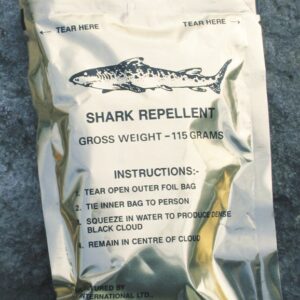 ← TEAR HERE TEAR HERE →
SHARK REPELLENT
GROSS WEIGHT - 115 GRAMS
INSTRUCTIONS:-
1. TEAR OPEN OUTER FOIL BAG
2. TIE INNER BAG TO PERSON
3. SQUEEZE IN WATER TO PRODUCE DENSE
BLACK CLOUD
4. REMAIN IN CENTRE OF CLOUD
BY
LTD.,